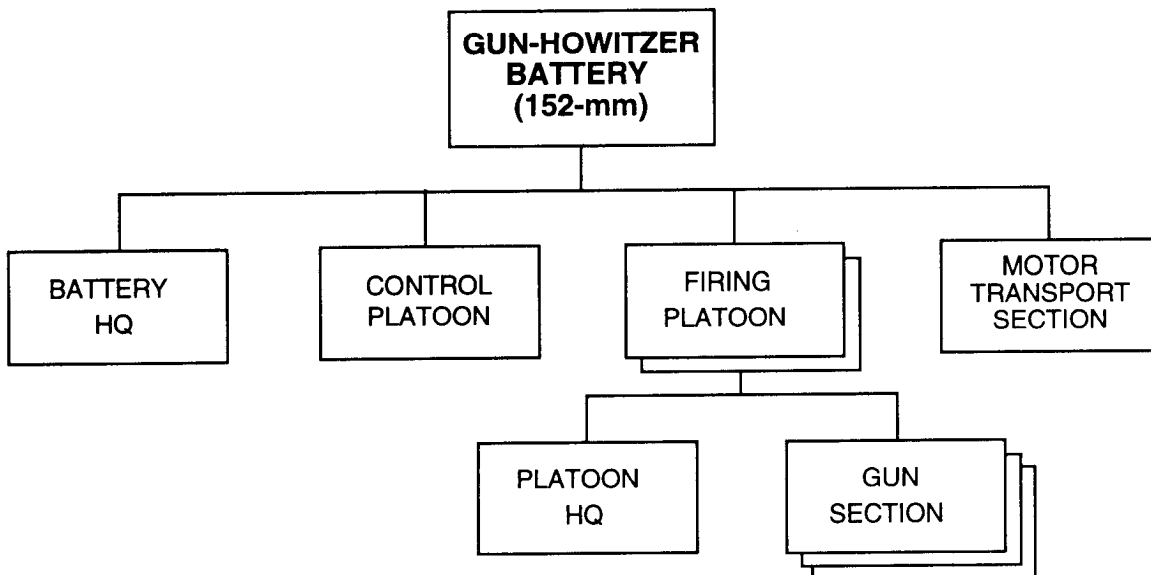 GUN-HOWITZER
BATTERY
(152-mm)
BATTERY
HQ
CONTROL
PLATOON
FIRING
PLATOON
MOTOR
TRANSPORT
SECTION
PLATOON
HQ
GUN
SECTION